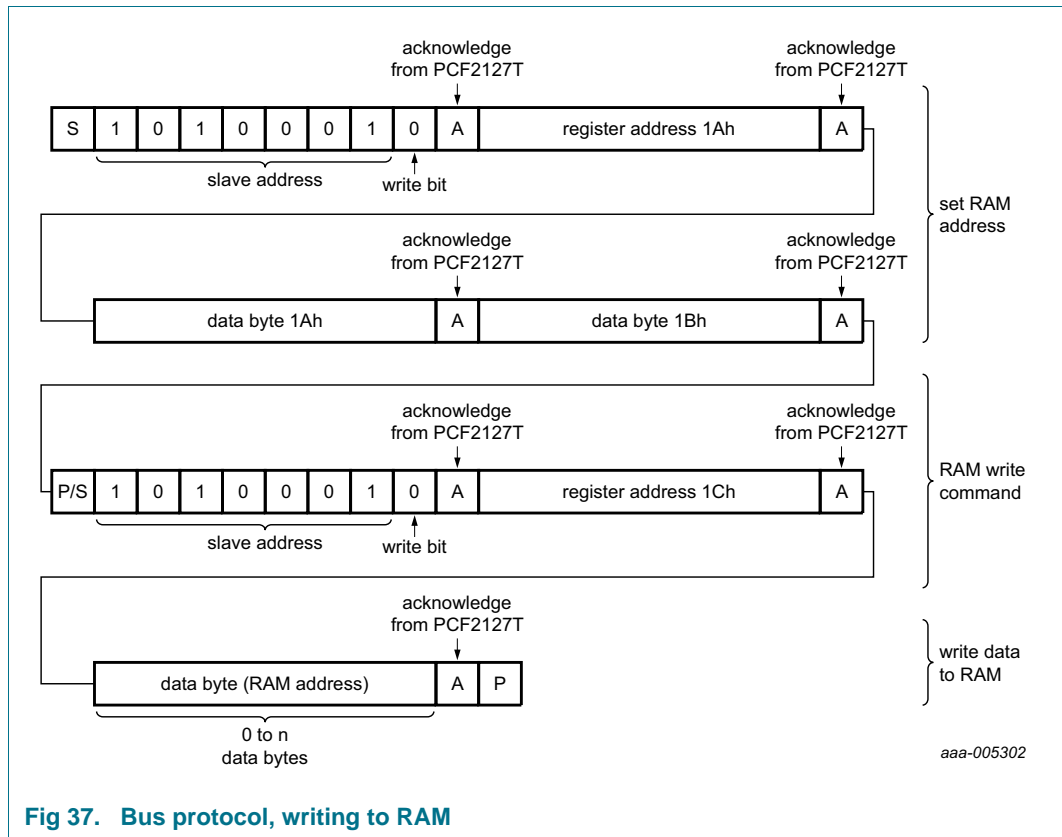 acknowledge
from PCF2127T
acknowledge
from PCF2127T
S 1 0 1 0 0 0 1 0 A register address 1Ah A
slave address
write bit
set RAM
address
acknowledge
from PCF2127T
acknowledge
from PCF2127T
data byte 1Ah A data byte 1Bh A
acknowledge
from PCF2127T
acknowledge
from PCF2127T
P/S 1 0 1 0 0 0 1 0 A register address 1Ch A
slave address
write bit
RAM write
command
acknowledge
from PCF2127T
data byte (RAM address) A P
0 to n
data bytes
write data
to RAM
aaa-005302
Fig 37. Bus protocol, writing to RAM